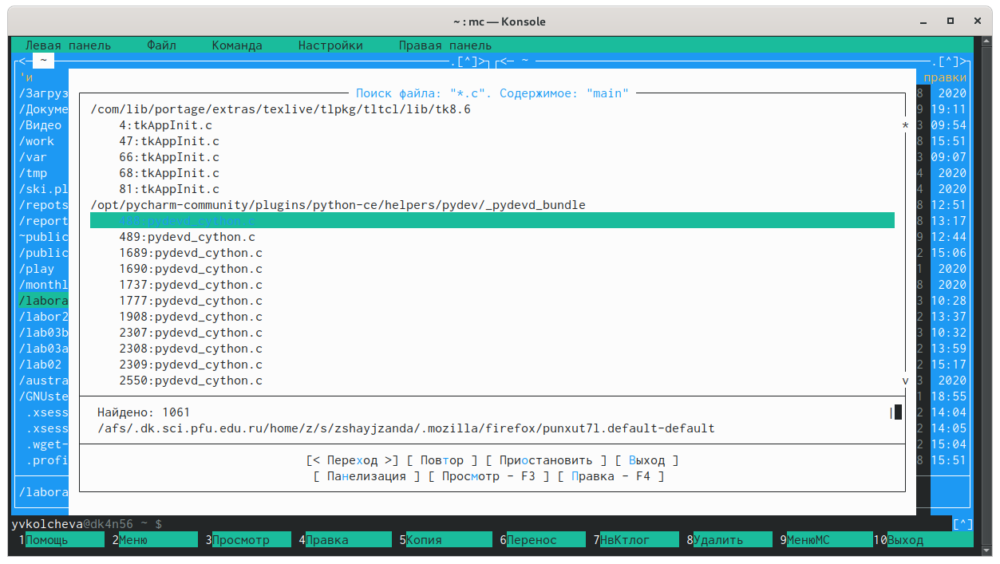 ~ : mc — Konsole
Левая панель Файл Команда Настройки Правая панель
<— ~ .[^]> <— ~ .[^]>
'и правки
/Загруз 8 2020
Поиск файла: "*.c". Содержимое: "main"
/Докуме /com/lib/portage/extras/texlive/tlpkg/tltcl/lib/tk8.6 9 19:11
/Видео 4:tkAppInit.c * 3 09:54
/work 47:tkAppInit.c 8 15:51
/var 66:tkAppInit.c 3 09:07
/tmp 68:tkAppInit.c 4 2020
/ski.pl 81:tkAppInit.c 4 2020
/repots /opt/pycharm-community/plugins/python-ce/helpers/pydev/_pydevd_bundle 8 12:51
/report 488:pydevd_cython.c 8 13:17
~public 489:pydevd_cython.c 9 12:44
/public 1689:pydevd_cython.c 2 15:06
/play 1690:pydevd_cython.c 1 2020
/monthl 1737:pydevd_cython.c 8 2020
/labora 1777:pydevd_cython.c 3 10:28
/labor2 1908:pydevd_cython.c 2 13:37
/lab03b 2307:pydevd_cython.c 3 10:32
/lab03a 2308:pydevd_cython.c 2 13:59
/lab02 2309:pydevd_cython.c 2 15:17
/austra 2550:pydevd_cython.c v 3 2020
/GNUste 1 18:55
.xsess Найдено: 1061 | 2 14:04
.xsess /afs/.dk.sci.pfu.edu.ru/home/z/s/zshayjzanda/.mozilla/firefox/punxut7l.default-default 2 14:05
.wget- 2 15:04
.profi [< Переход >] [ Повтор ] [ Приостановить ] [ Выход ] 8 15:51
[ Панелизация ] [ Просмотр - F3 ] [ Правка - F4 ]
/labora
yvkolcheva@dk4n56 ~ $ [^]
1Помощь 2Меню 3Просмотр 4Правка 5Копия 6Перенос 7НвКтлог 8Удалить 9МенюМС 10Выход